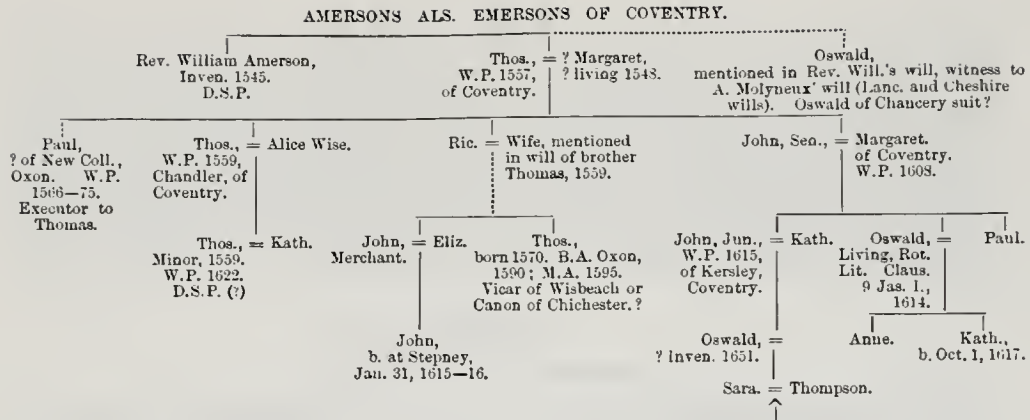 AMERSONS ALS. EMERSONS OF COVENTRY.
Rev. William Amerson,
Inven. 1545.
D.S.P.
Thos., = ? Margaret,
W.P. 1557, ? living 1548.
of Coventry.
Oswald,
mentioned in Rev. Will.'s will, witness to
A. Molyneux' will (Lanc. and Cheshire
wills). Oswald of Chancery suit?
Paul,
? of New Coll.,
Oxon. W.P.
1566—75.
Executor to
Thomas.
Thos., = Alice Wise.
W.P. 1559,
Chandler, of
Coventry.
Ric. = Wife, mentioned
in will of brother
Thomas, 1559.
John, Sen., = Margaret.
of Coventry.
W.P. 1608.
Thos., = Kath.
Minor, 1559.
W.P. 1622.
D.S.P. (?)
John, = Eliz.
Merchant.
Thos.,
born 1570. B.A. Oxon,
1590; M.A. 1595.
Vicar of Wisbeach or
Canon of Chichester. ?
John, Jun., = Kath.
W.P. 1615,
of Kersley,
Coventry.
Oswald, =
Living, Rot.
Lit. Claus.
9 Jas. I.,
1614.
Paul.
John,
b. at Stepney,
Jan. 31, 1615—16.
Oswald, =
? Inven. 1651.
Anne.
Kath.,
b. Oct. 1, 1617.
Sara. = Thompson.